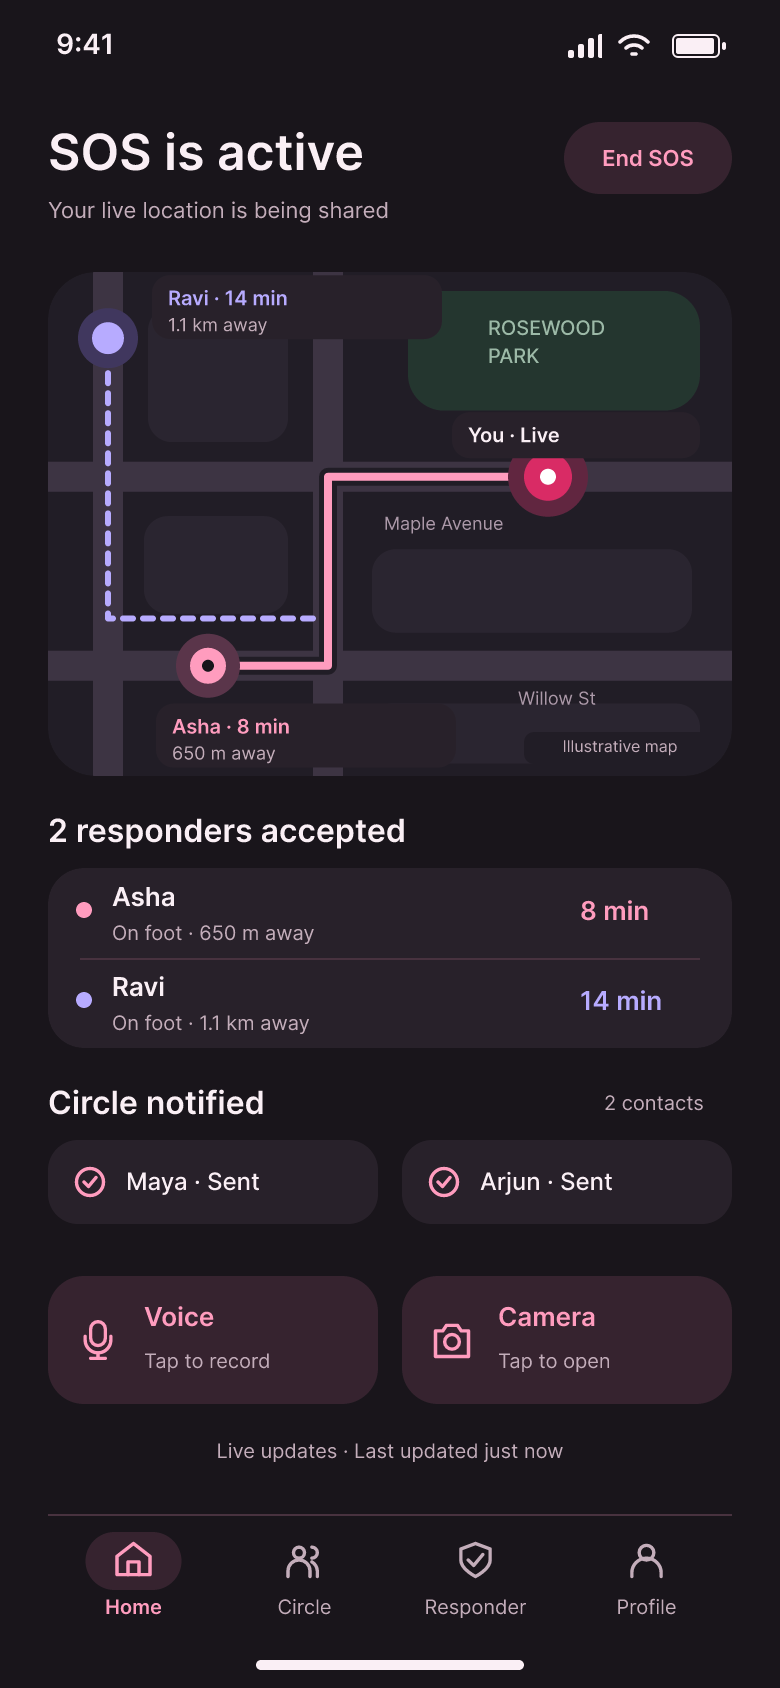 9:41
SOS is active
End SOS
Your live location is being shared
Ravi · 14 min
1.1 km away
ROSEWOOD
PARK
You · Live
Maple Avenue
Willow St
Asha · 8 min
650 m away
Illustrative map
2 responders accepted
Asha
On foot · 650 m away
8 min
Ravi
On foot · 1.1 km away
14 min
Circle notified
2 contacts
Maya · Sent
Arjun · Sent
Voice
Tap to record
Camera
Tap to open
Live updates · Last updated just now
Home
Circle
Responder
Profile